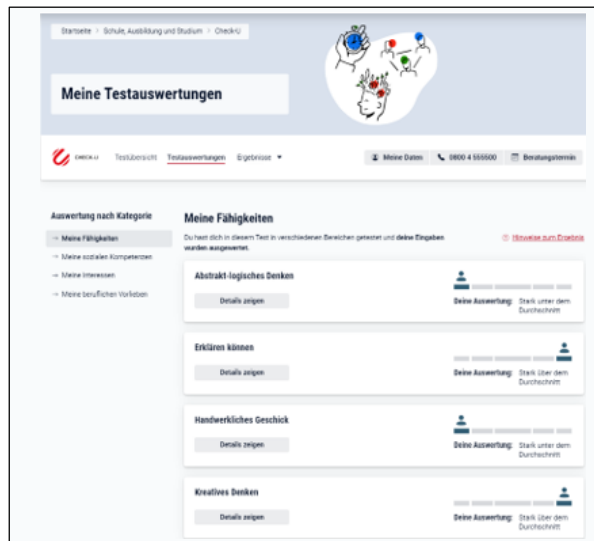 Startseite > Schule, Ausbildung und Studium > Check-U
Meine Testauswertungen
CHECK-U Testübersicht Testauswertungen Ergebnisse Meine Daten 0800 4 555500 Beratungstermin
Auswertung nach Kategorie
→ Meine Fähigkeiten
→ Meine sozialen Kompetenzen
→ Meine Interessen
→ Meine beruflichen Vorlieben
Meine Fähigkeiten
Du hast dich in diesem Test in verschiedenen Bereichen getestet und deine Eingaben
wurden ausgewertet.
Hinweise zum Ergebnis
Abstrakt-logisches Denken
Details zeigen
Deine Auswertung: Stark unter dem
Durchschnitt
Erklären können
Details zeigen
Deine Auswertung: Stark über dem
Durchschnitt
Handwerkliches Geschick
Details zeigen
Deine Auswertung: Stark unter dem
Durchschnitt
Kreatives Denken
Details zeigen
Deine Auswertung: Stark über dem
Durchschnitt